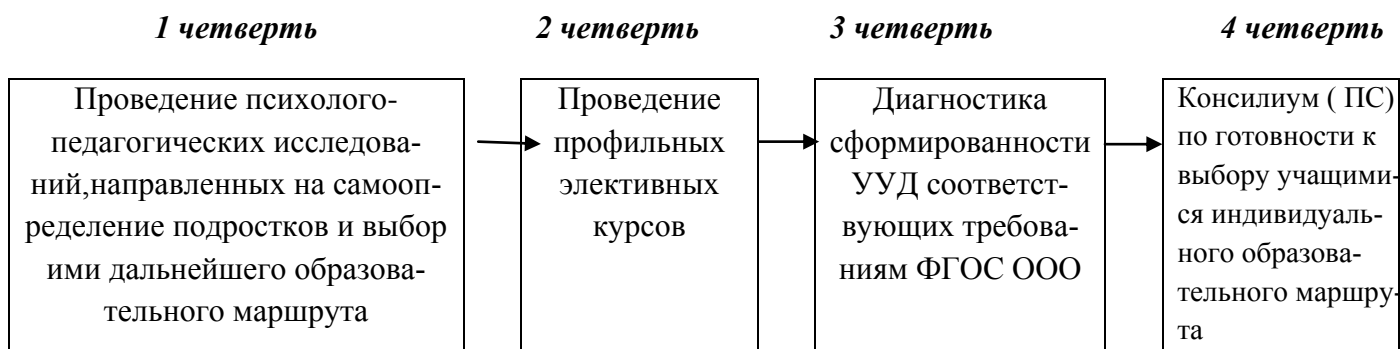 1 четверть
2 четверть
3 четверть
4 четверть
Проведение психолого-
педагогических исследова-
ний,направленных на самооп-
ределение подростков и выбор
ими дальнейшего образова-
тельного маршрута
Проведение
профильных
элективных
курсов
Диагностика
сформированности
УУД соответст-
вующих требова-
ниям ФГОС ООО
Консилиум ( ПС)
по готовности к
выбору учащими-
ся индивидуаль-
ного образова-
тельного маршру-
та